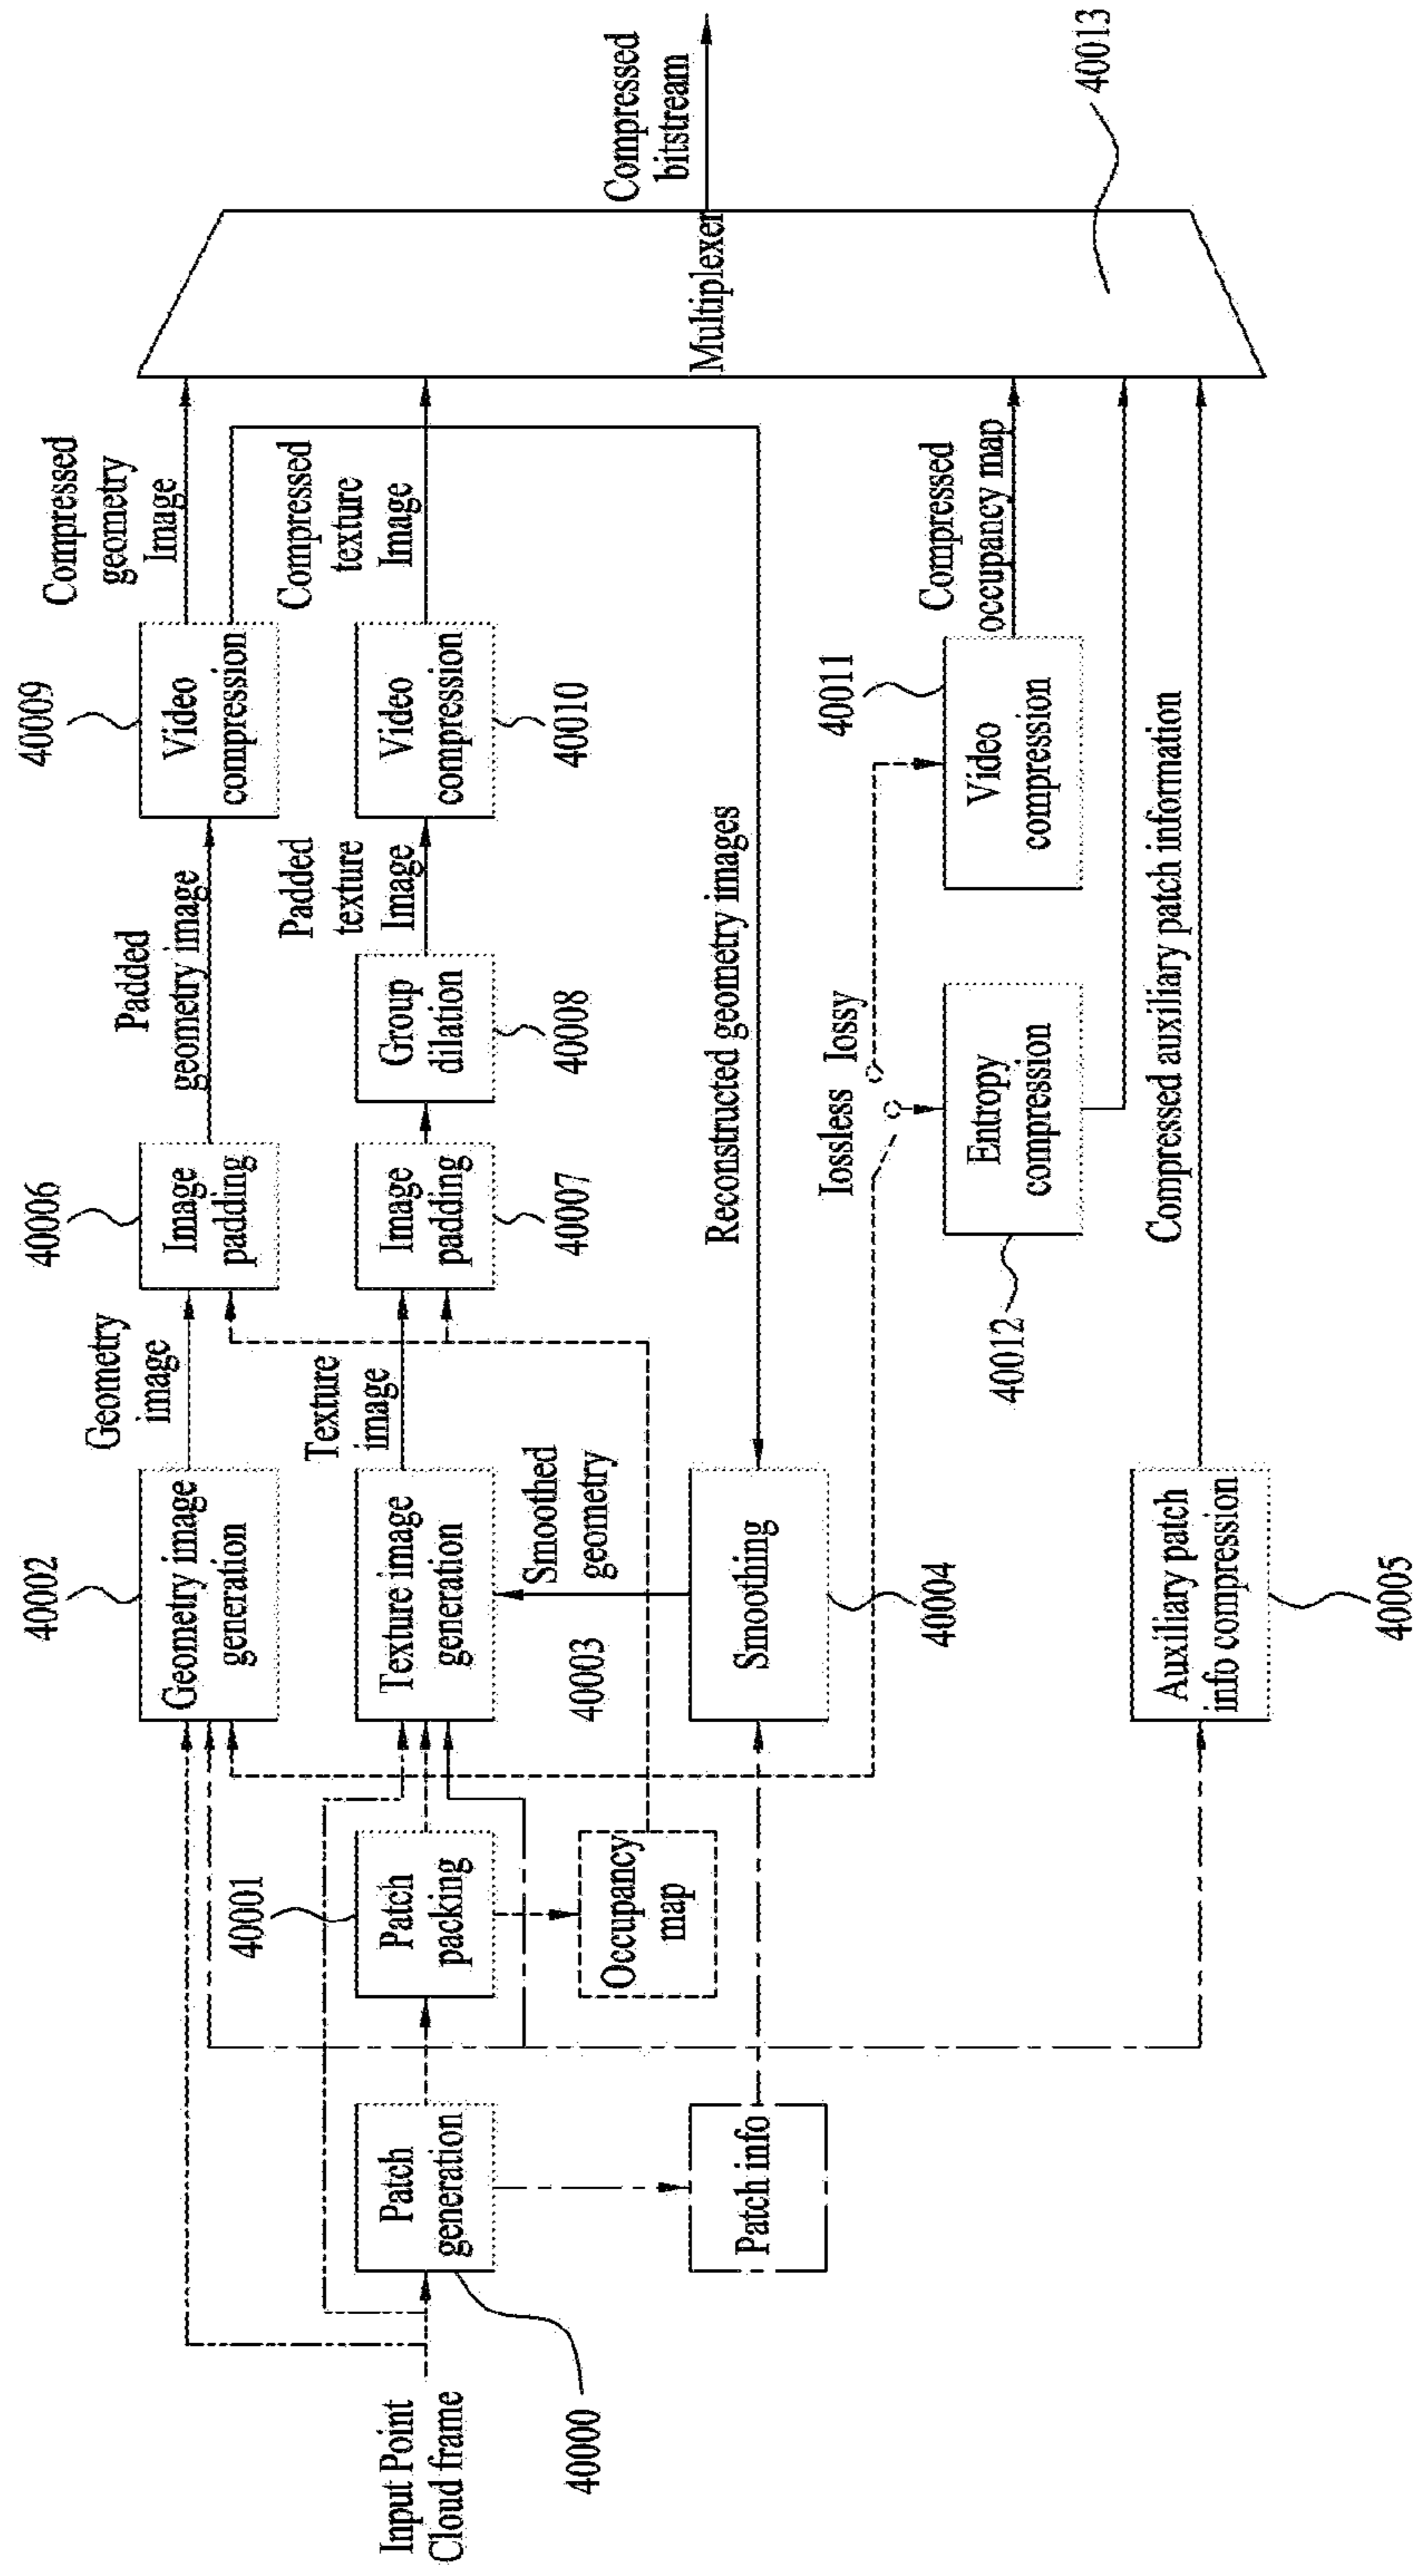 Input Point
Cloud frame
40000
Patch
generation
Patch info
40001
Patch
packing
Occupancy
map
40002
Geometry image
generation
Texture image
generation
40003
Smoothed
geometry
Smoothing
40004
Auxiliary patch
info compression
40005
Geometry
image
Texture
image
40006
Image
padding
Image
padding
40007
Group
dilation
40008
Padded
geometry image
Padded
texture
Image
40009
Video
compression
Video
compression
40010
Reconstructed geometry images
lossless
lossy
40011
Video
compression
Entropy
compression
40012
Compressed auxiliary patch information
Compressed
geometry
Image
Compressed
texture
Image
Compressed
occupancy map
Multiplexer
40013
Compressed
bitstream